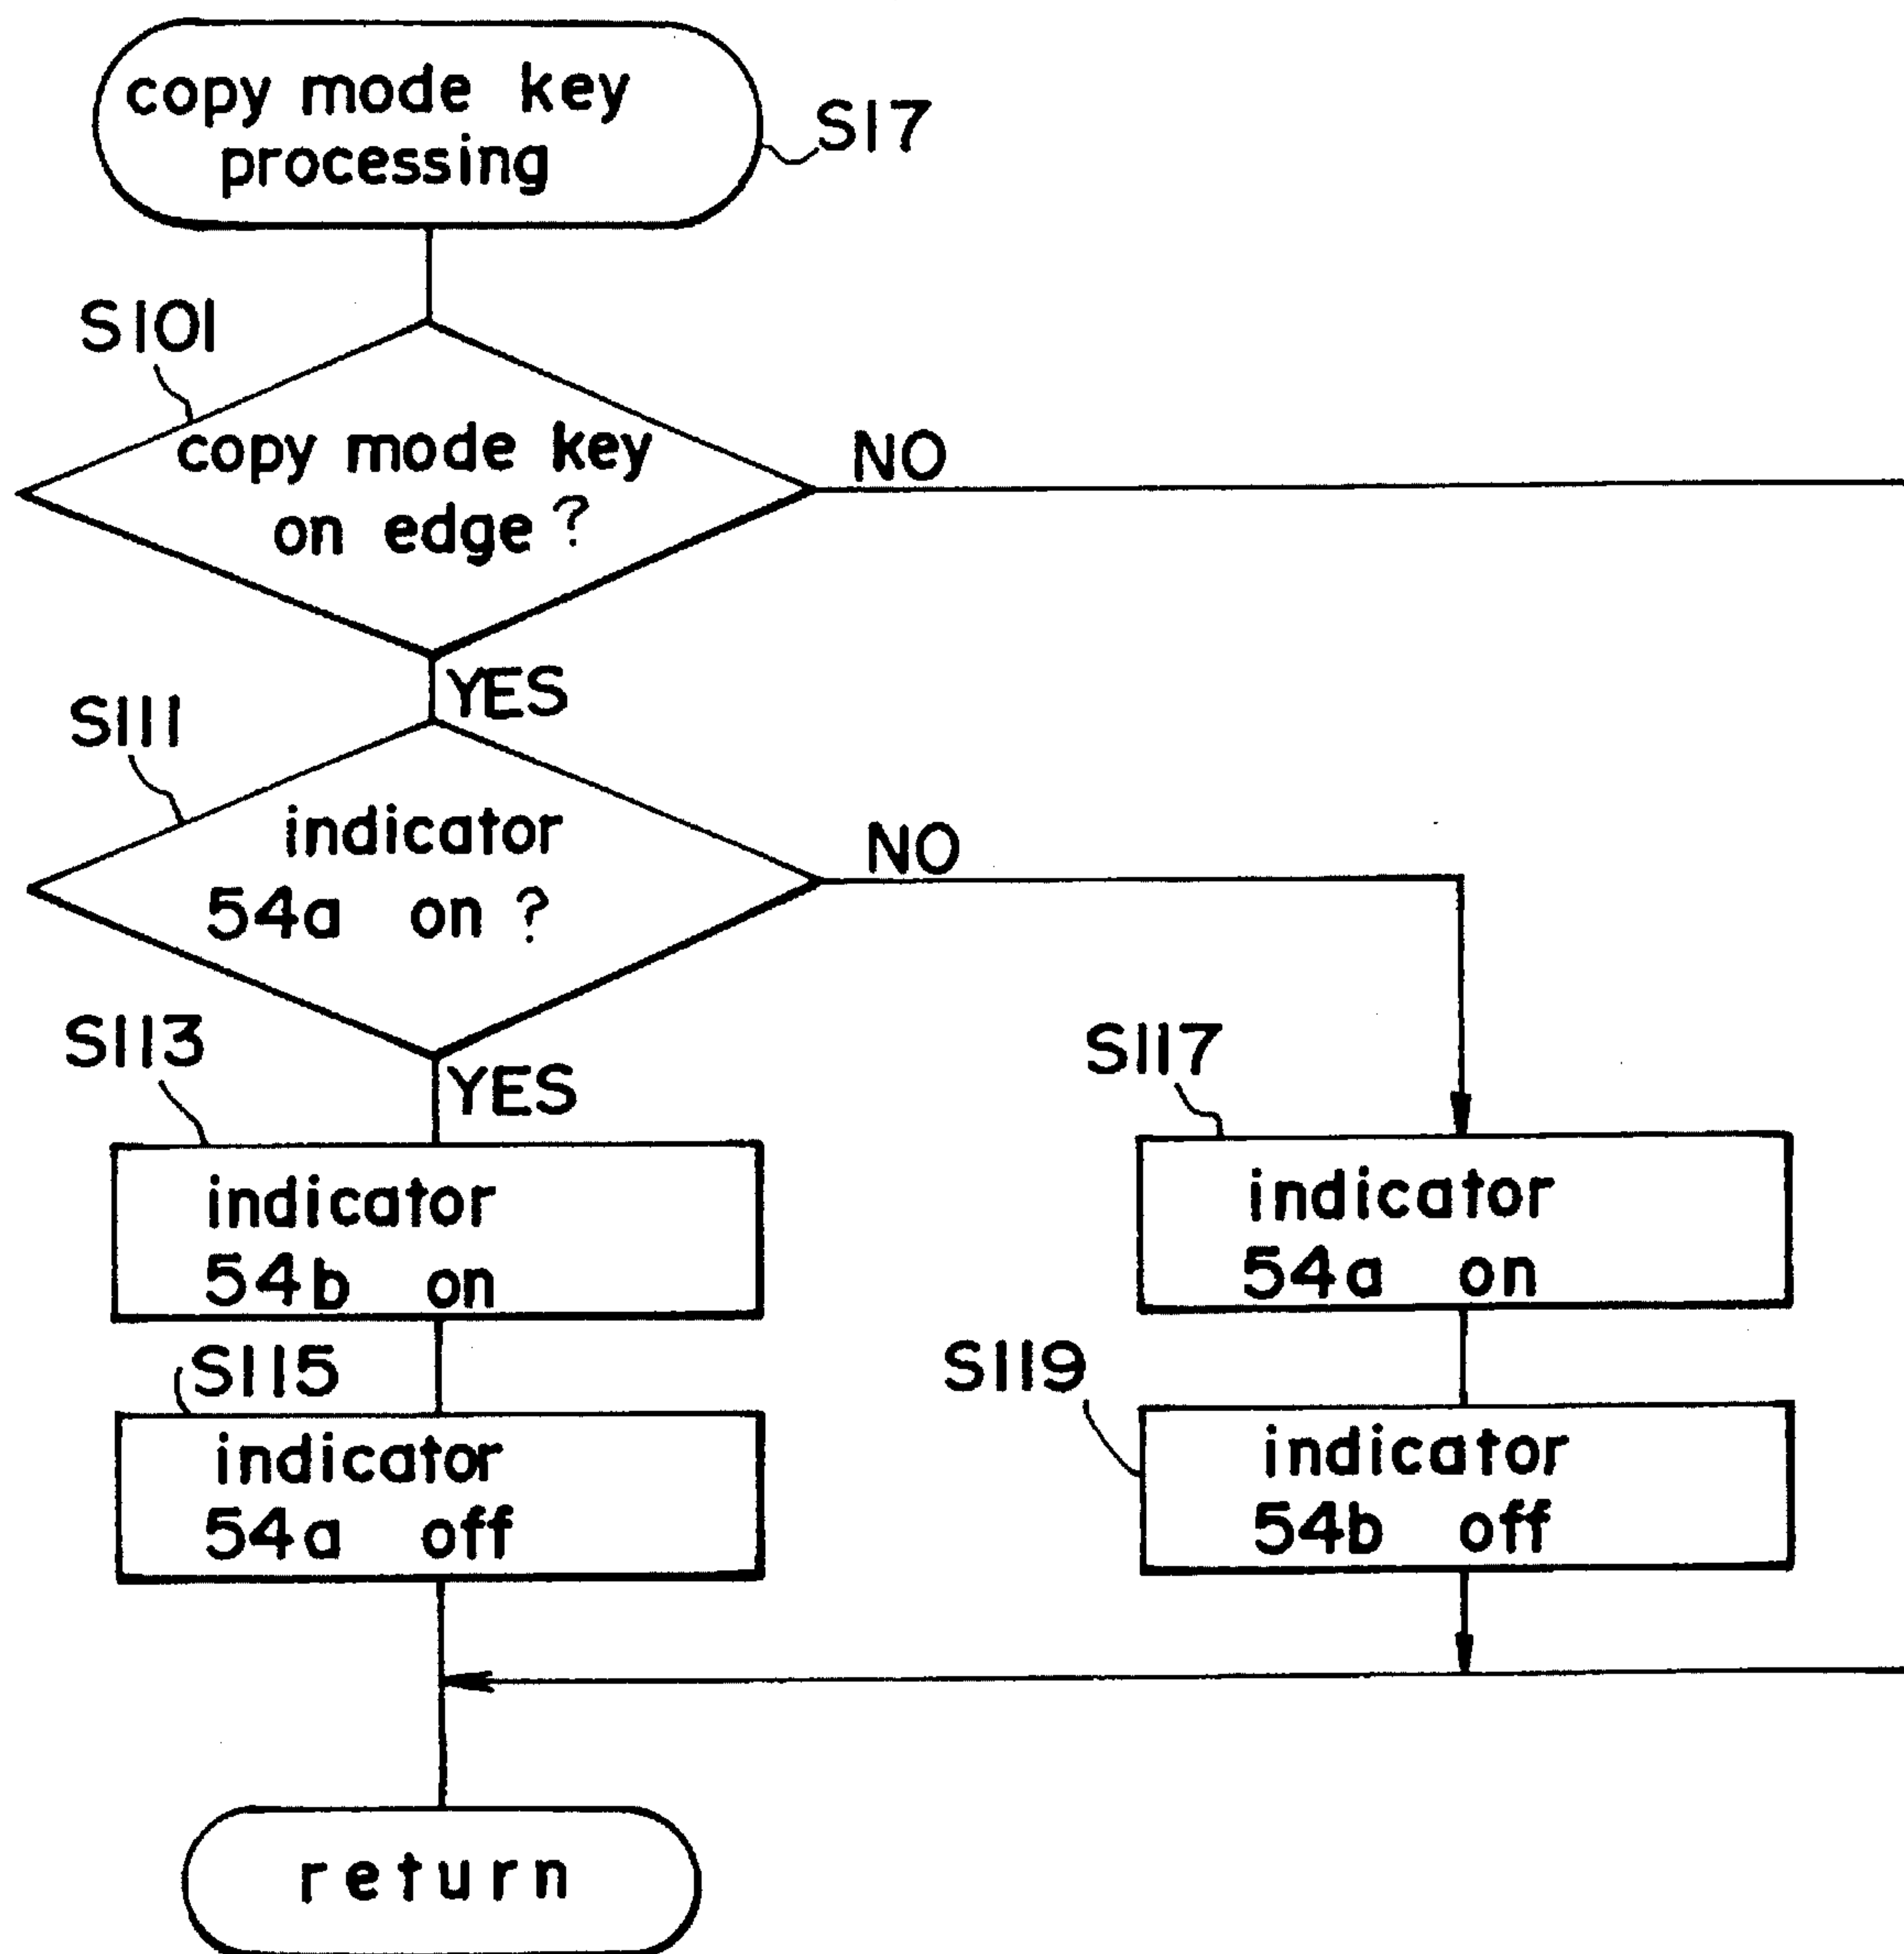 copy mode key
processing
S17
S101
copy mode key
on edge ?
NO
YES
S111
indicator
54a on ?
NO
YES
S113
indicator
54b on
S115
indicator
54a off
S117
indicator
54a on
S119
indicator
54b off
return